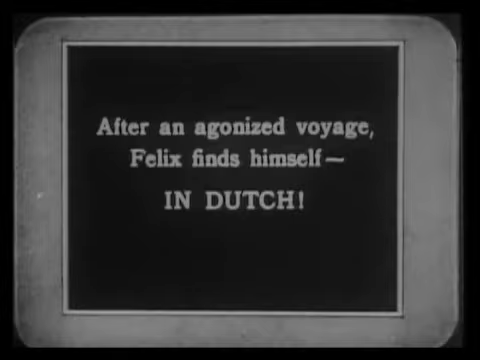 After an agonized voyage,
Felix finds himself—
IN DUTCH!